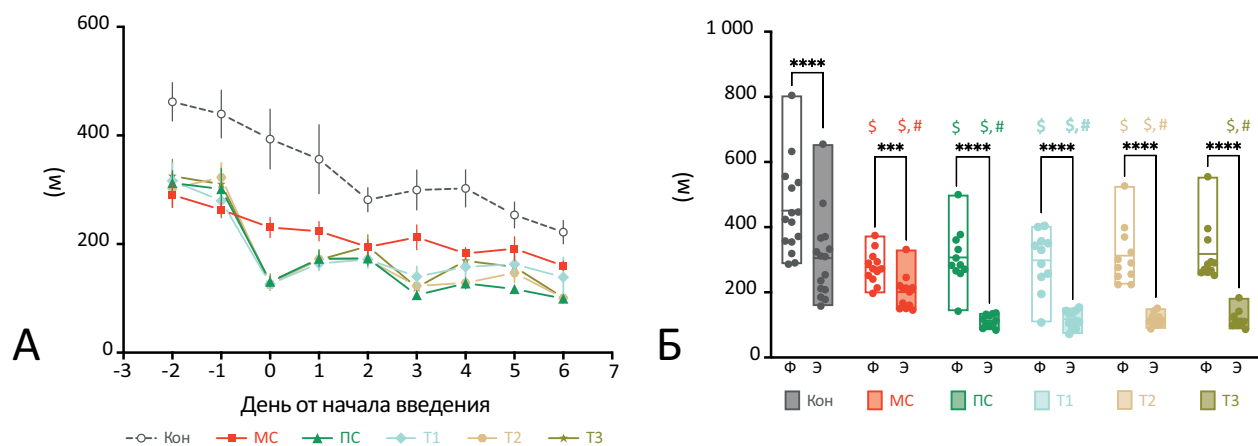 600
400
200
0
(м)
-3 -2 -1 0 1 2 3 4 5 6 7
День от начала введения
А
Кон МС ПС Т1 Т2 Т3
1 000
800
600
400
200
0
(м)
**** *** **** **** **** ****
$ $, # $ $, # $ $, # $ $, # $, #
Ф Э Ф Э Ф Э Ф Э Ф Э Ф Э
Кон МС ПС Т1 Т2 Т3
Б